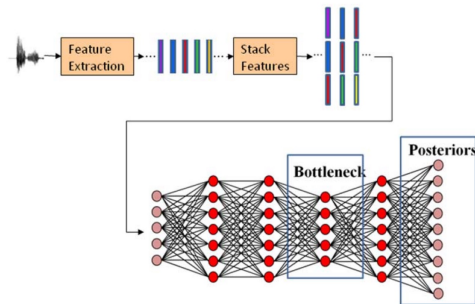 Feature
Extraction
Stack
Features
Bottleneck
Posteriors